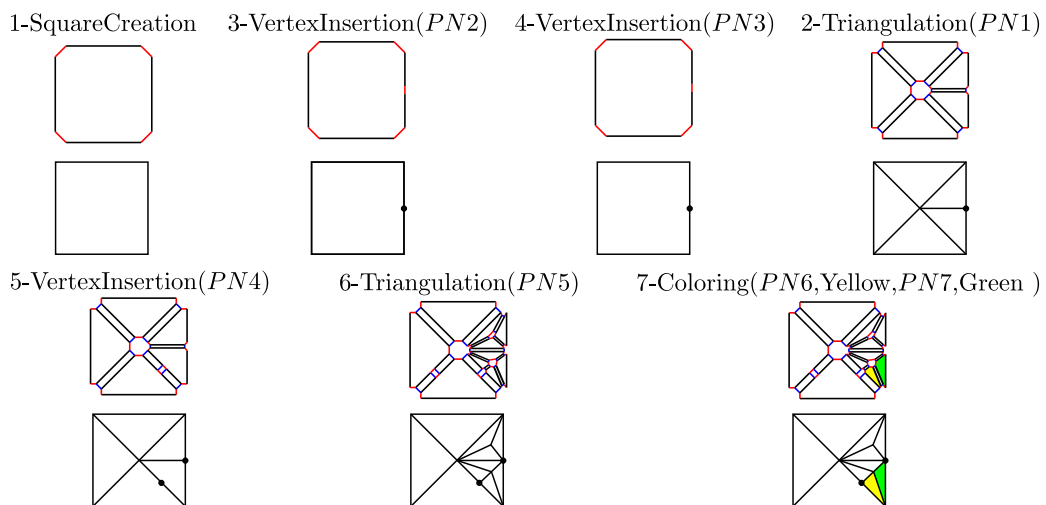 1-SquareCreation
3-VertexInsertion(PN2)
4-VertexInsertion(PN3)
2-Triangulation(PN1)
5-VertexInsertion(PN4)
6-Triangulation(PN5)
7-Coloring(PN6,Yellow,PN7,Green )